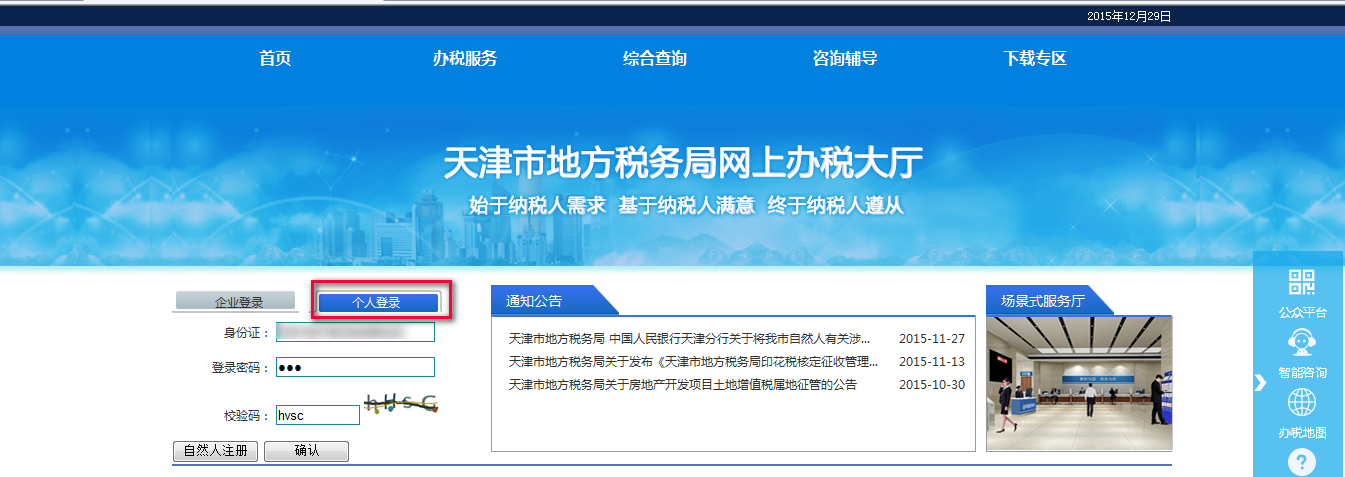 2015年12月29日
首页 办税服务 综合查询 咨询辅导 下载专区
天津市地方税务局网上办税大厅
始于纳税人需求 基于纳税人满意 终于纳税人遵从
企业登录 个人登录
身份证：
登录密码：●●●
校验码：hvsc hHsC
自然人注册 确认
通知公告
天津市地方税务局 中国人民银行天津分行关于将我市自然人有关涉... 2015-11-27
天津市地方税务局关于发布《天津市地方税务局印花税核定征收管理... 2015-11-13
天津市地方税务局关于房地产开发项目土地增值税属地征管的公告 2015-10-30
场景式服务厅
公众平台
智能咨询
办税地图
?